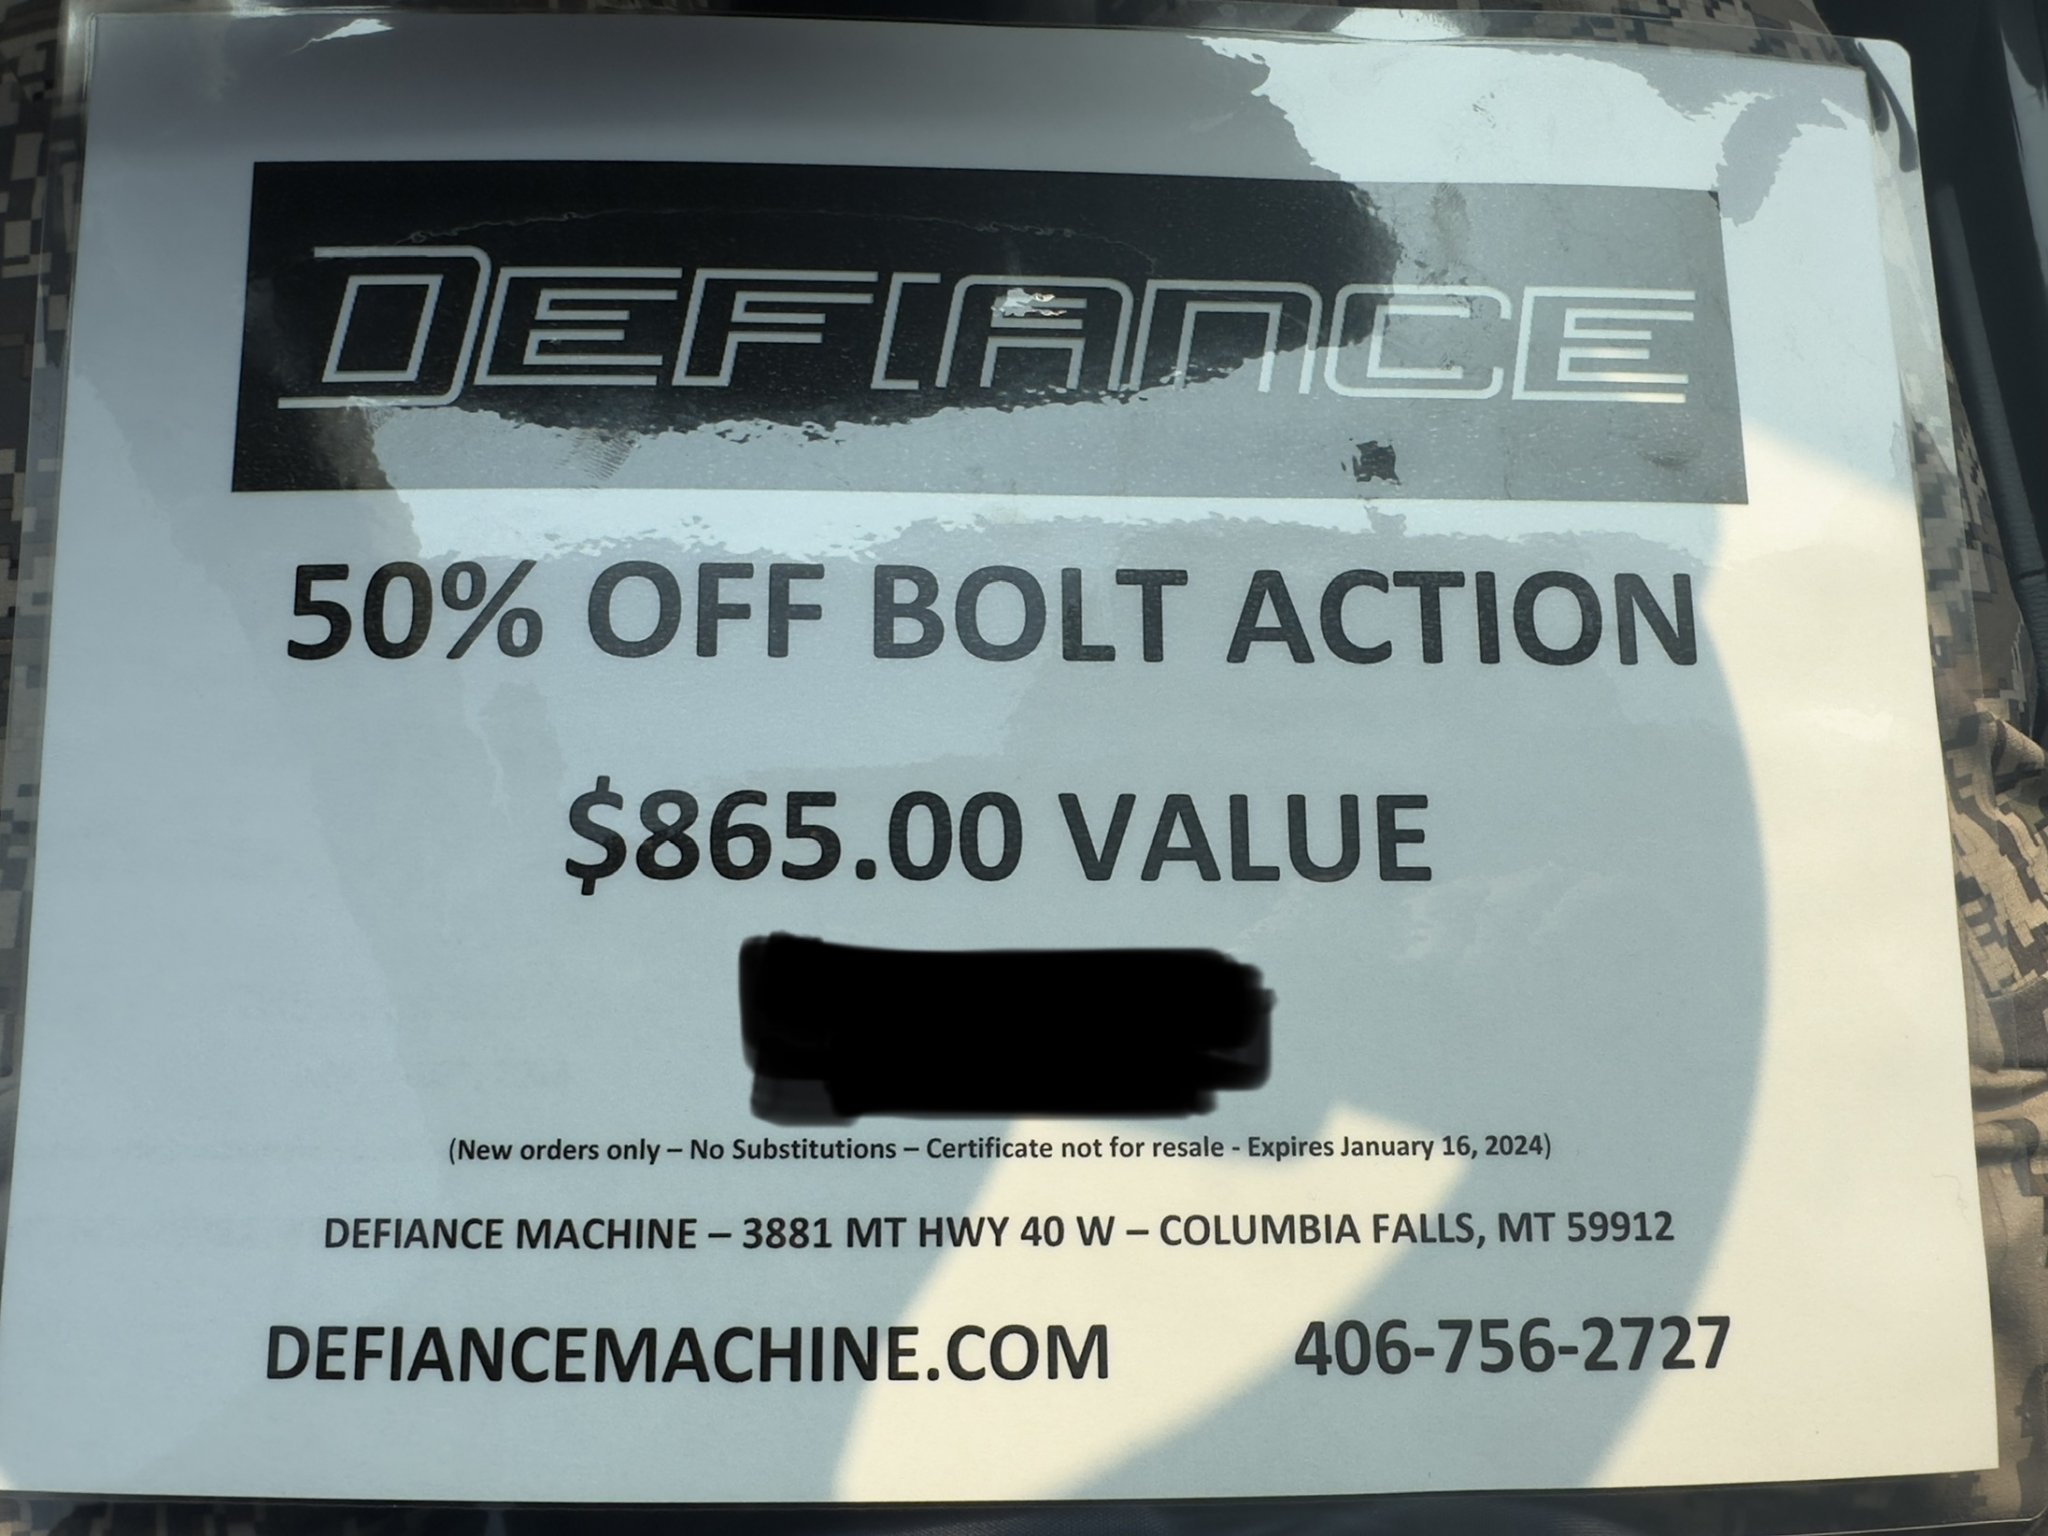 DEFIANCE
50% OFF BOLT ACTION
$865.00 VALUE
(New orders only – No Substitutions – Certificate not for resale - Expires January 16, 2024)
DEFIANCE MACHINE – 3881 MT HWY 40 W – COLUMBIA FALLS, MT 59912
DEFIANCEMACHINE.COM 406-756-2727